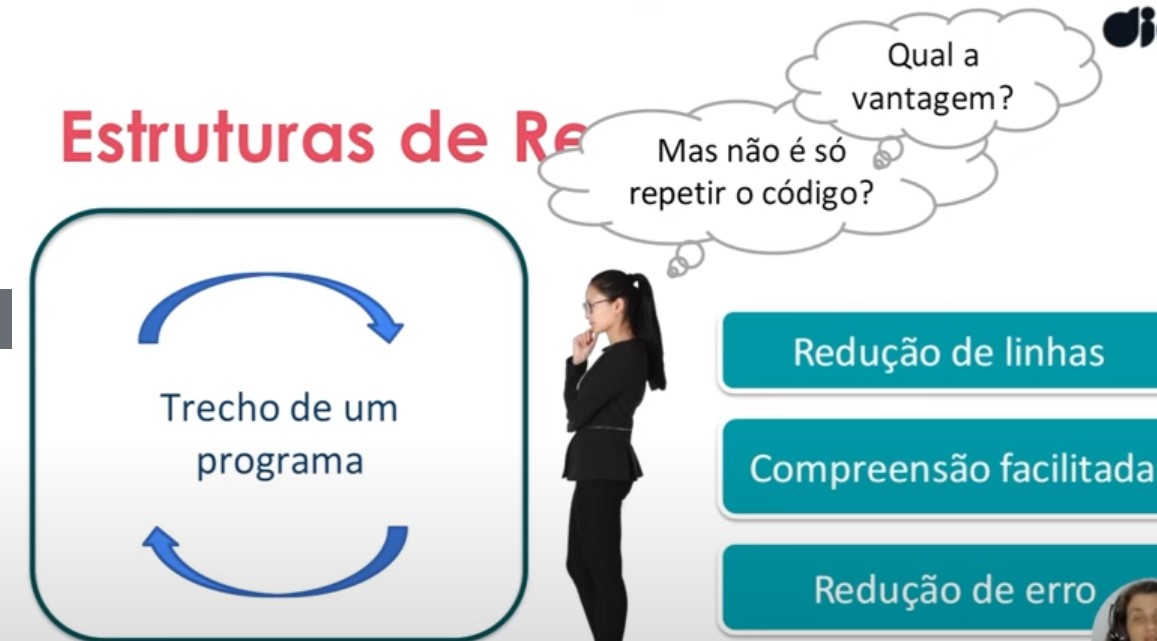 Qual a
vantagem?
Estruturas de Re
Mas não é só
repetir o código?
Trecho de um
programa
Redução de linhas
Compreensão facilitada
Redução de erro